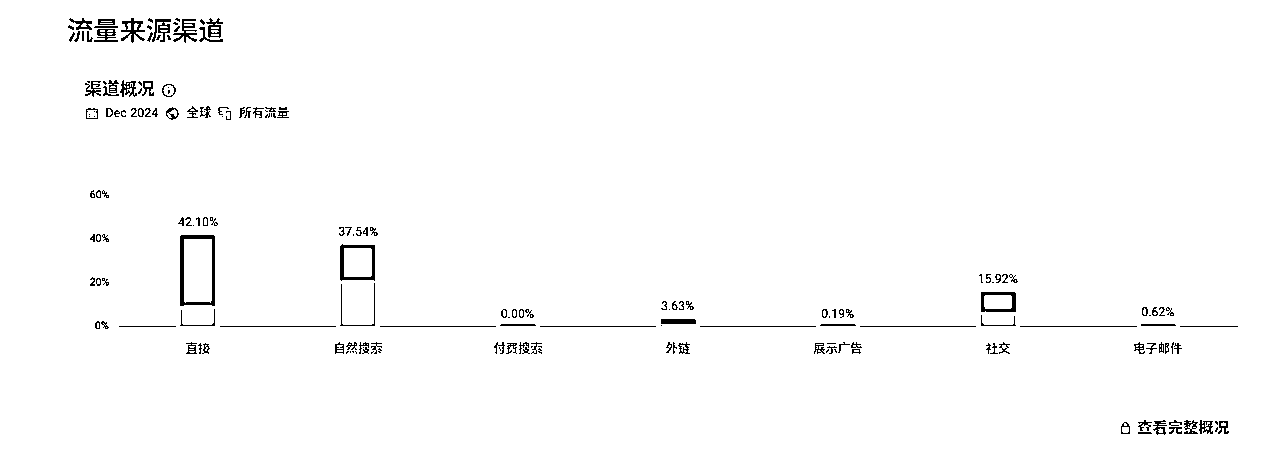 流量来源渠道
渠道概况
Dec 2024 全球 所有流量
60%
40%
20%
0%
42.10%
37.54%
0.00%
3.63%
0.19%
15.92%
0.62%
直接 自然搜索 付费搜索 外链 展示广告 社交 电子邮件
查看完整概况